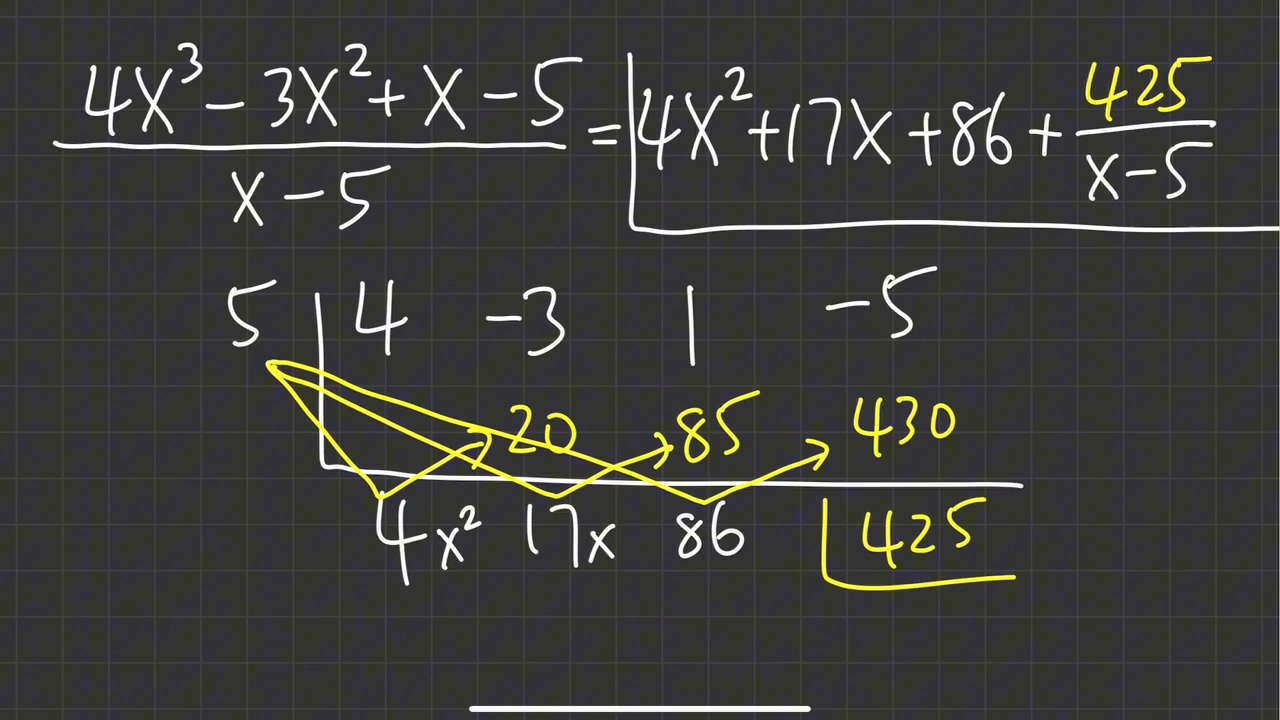 4x³ - 3x² + x - 5
= 4x² + 17x + 86 + 425
x - 5
x - 5
5 4 -3 1 -5
20 85 430
4x² 17x 86 425